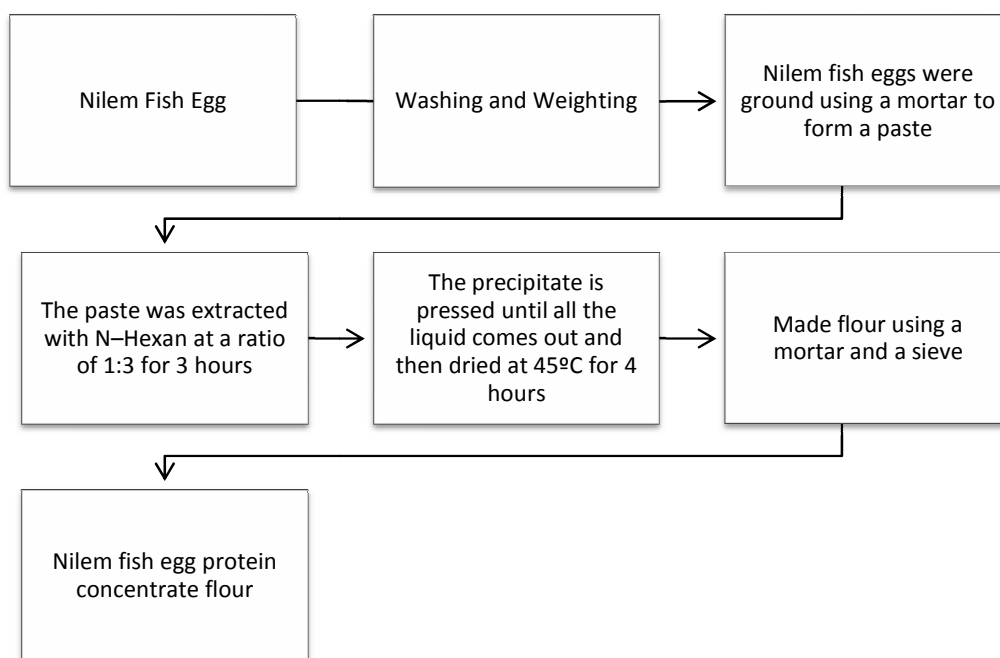 Nilem Fish Egg
Washing and Weighting
Nilem fish eggs were
ground using a mortar to
form a paste
The paste was extracted
with N–Hexan at a ratio
of 1:3 for 3 hours
The precipitate is
pressed until all the
liquid comes out and
then dried at 45ºC for 4
hours
Made flour using a
mortar and a sieve
Nilem fish egg protein
concentrate flour